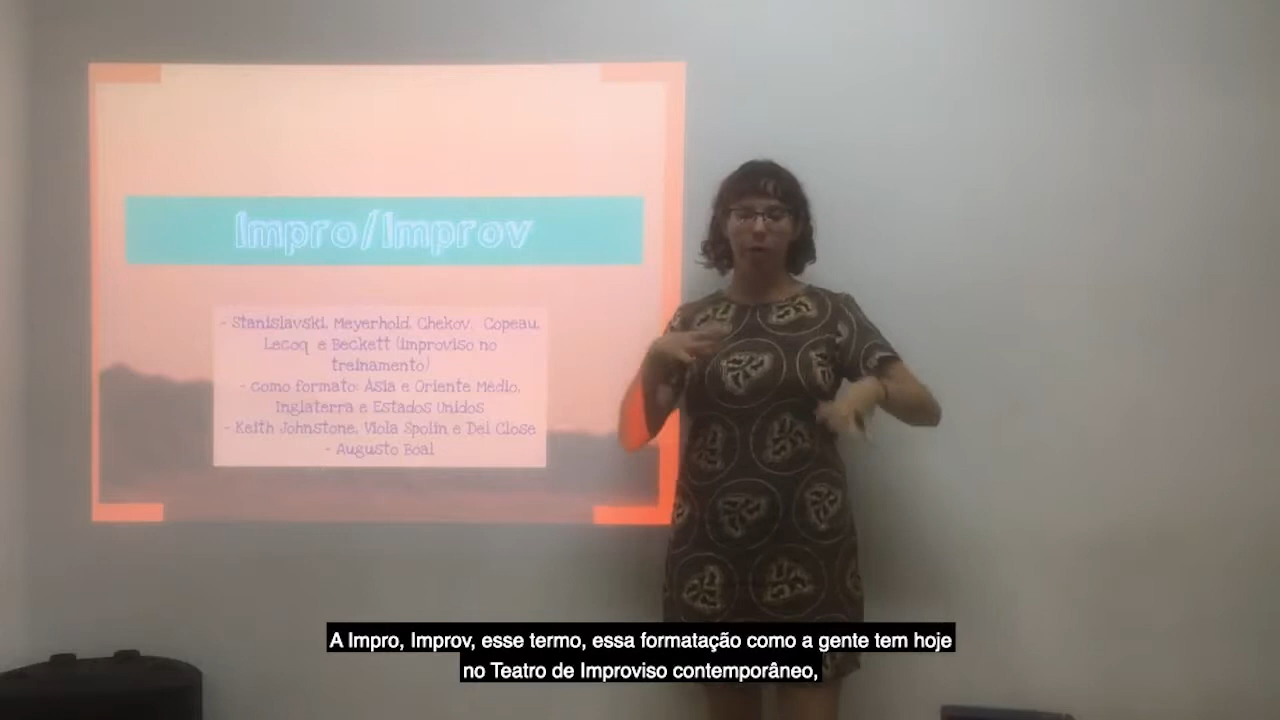 Impro/Improv
- Stanislavski, Meyerhold, Chekov, Copeau,
Lecoq e Beckett (improviso no
treinamento)
- como formato: Ásia e Oriente Médio,
Inglaterra e Estados Unidos
- Keith Johnstone, Viola Spolin e Del Close
- Augusto Boal
A Impro, Improv, esse termo, essa formatação como a gente tem hoje
no Teatro de Improviso contemporâneo,